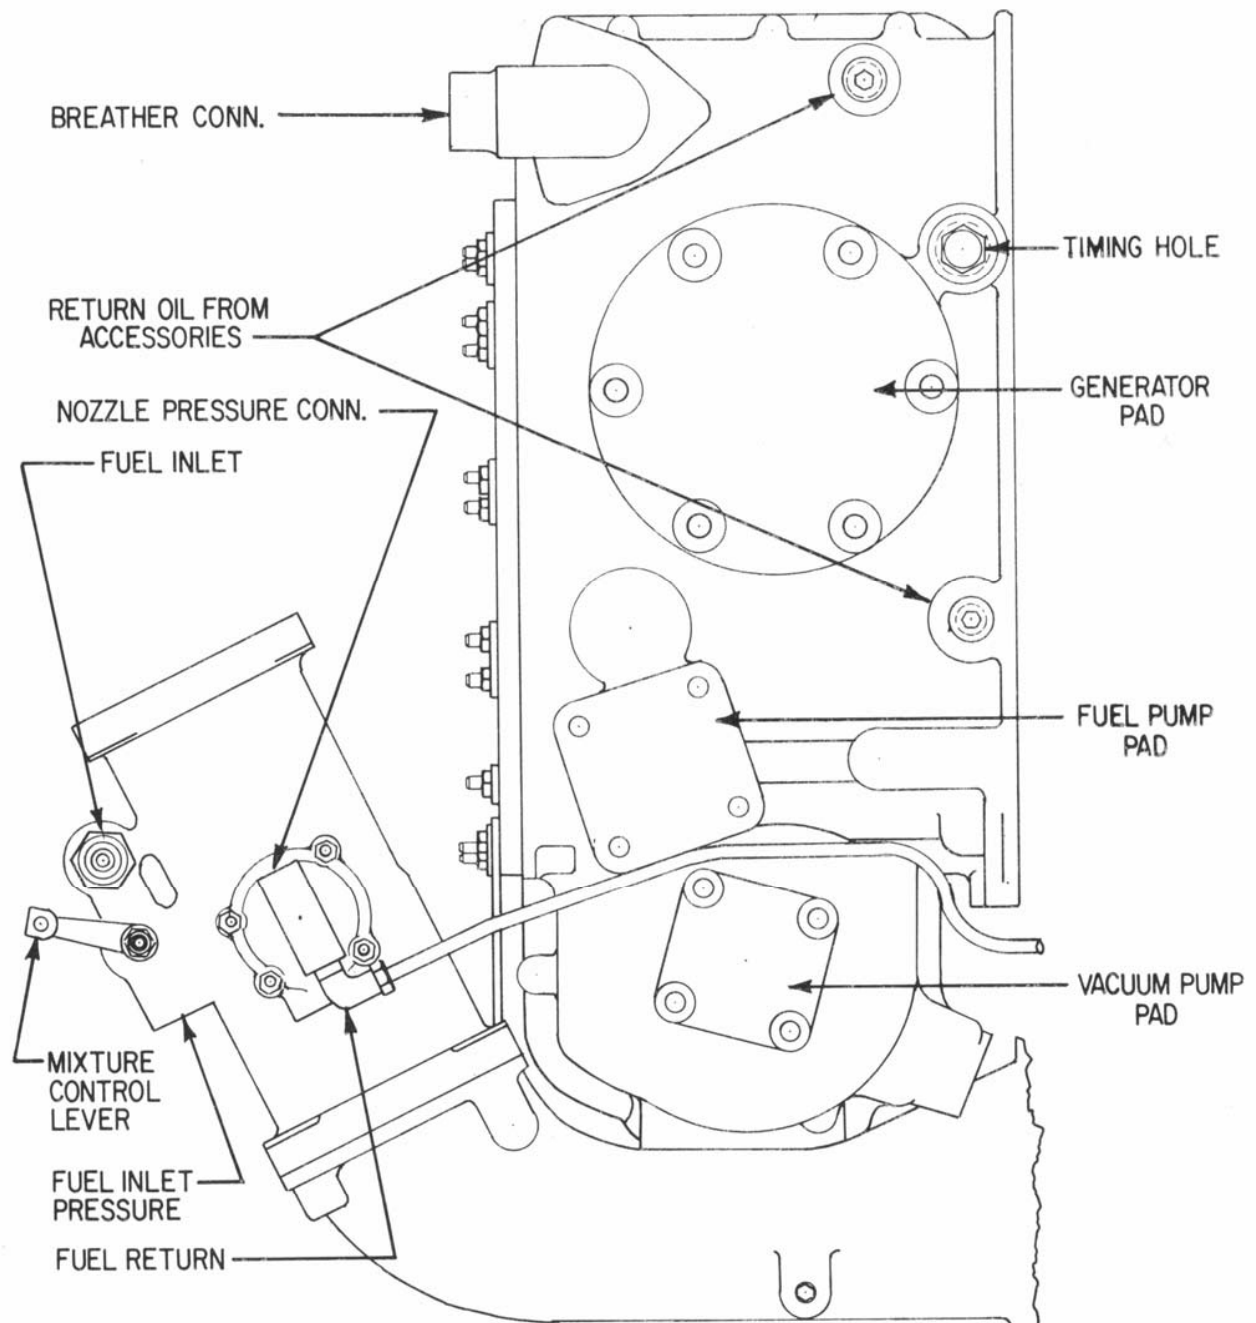 BREATHER CONN.
TIMING HOLE
RETURN OIL FROM
ACCESSORIES
GENERATOR
PAD
NOZZLE PRESSURE CONN.
FUEL INLET
FUEL PUMP
PAD
VACUUM PUMP
PAD
MIXTURE
CONTROL
LEVER
FUEL INLET
PRESSURE
FUEL RETURN